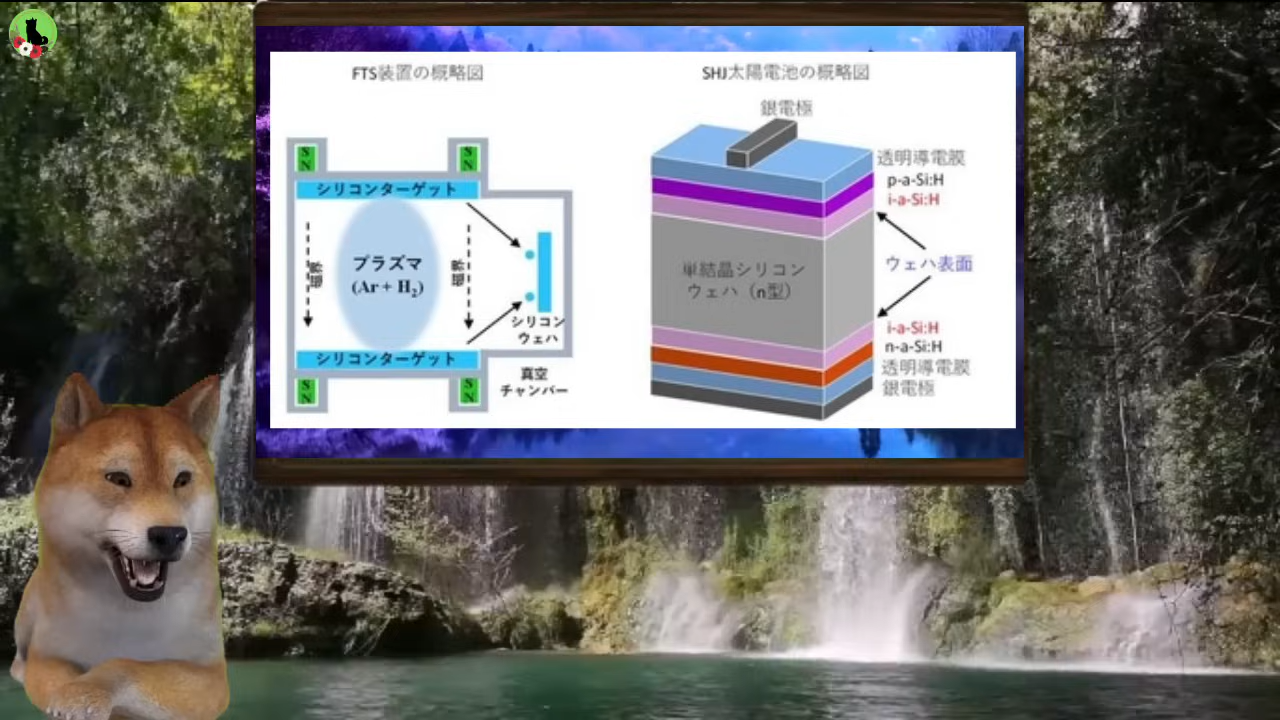 FTS装置の概略図
S
N
S
N
シリコンターゲット
磁界
プラズマ
(Ar + H₂)
磁界
シリコン
ウェハ
シリコンターゲット
S
N
S
N
真空
チャンバー
SHJ太陽電池の概略図
銀電極
透明導電膜
p-a-Si:H
i-a-Si:H
単結晶シリコン
ウェハ（n型）
ウェハ表面
i-a-Si:H
n-a-Si:H
透明導電膜
銀電極